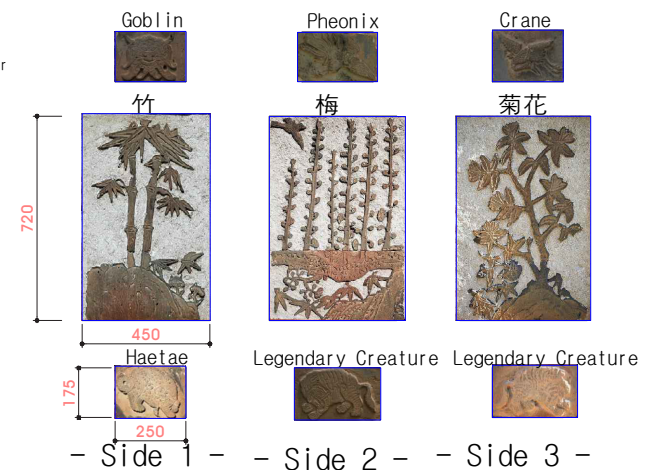 Goblin
Pheonix
Crane
r
竹
梅
菊花
720
450
Haetae
Legendary Creature
Legendary Creature
175
250
- Side 1 -
- Side 2 -
- Side 3 -